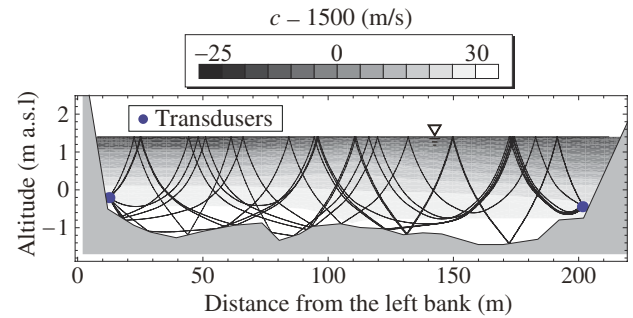 c – 1500 (m/s)
−25 0 30
Transdusers
2
1
0
−1
Altitude (m a.s.l)
0 50 100 150 200
Distance from the left bank (m)